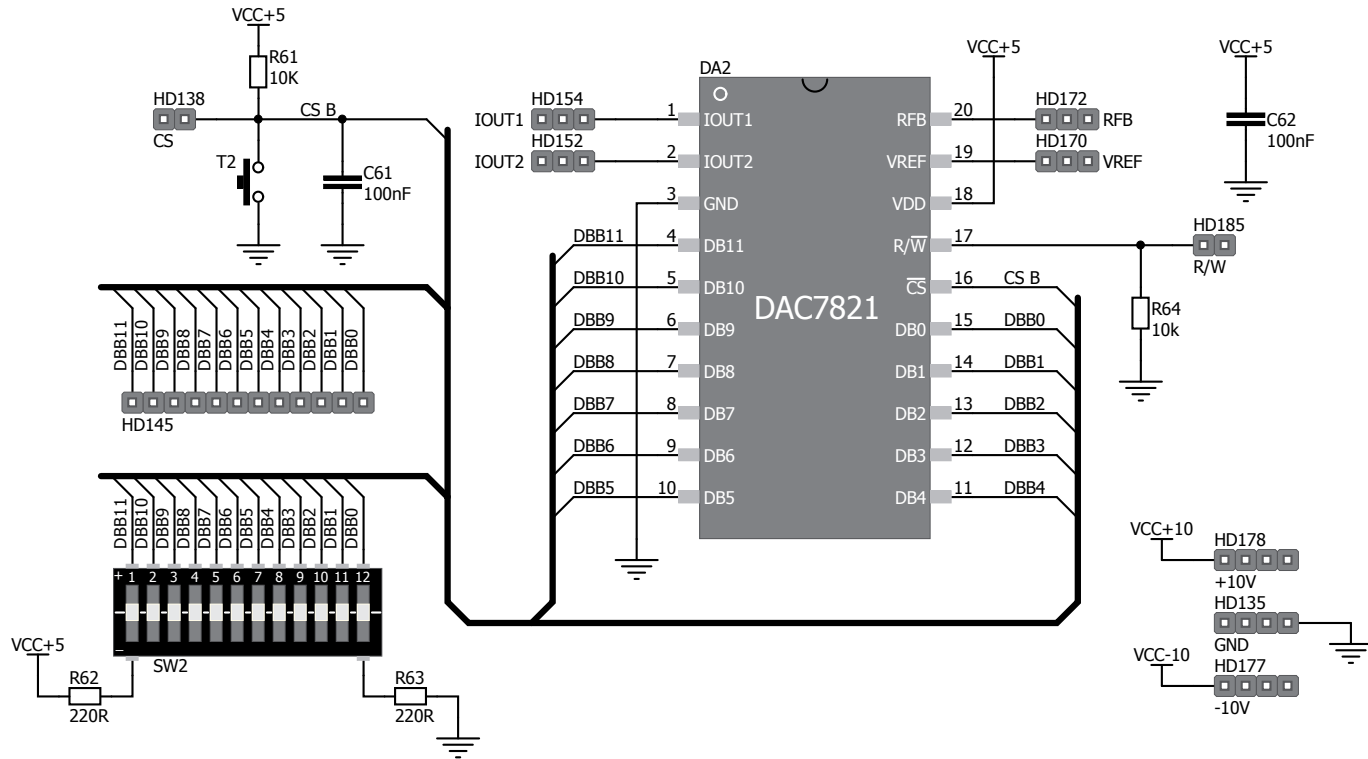 VCC+5
R61
10K
HD138
CS
CS B
T2
C61
100nF
DBB11
DBB10
DBB9
DBB8
DBB7
DBB6
DBB5
DBB4
DBB3
DBB2
DBB1
DBB0
HD145
DBB11
DBB10
DBB9
DBB8
DBB7
DBB6
DBB5
DBB4
DBB3
DBB2
DBB1
DBB0
+ 1 2 3 4 5 6 7 8 9 10 11 12
_
SW2
VCC+5
R62
220R
R63
220R
DA2
IOUT1
HD154
1
IOUT1
IOUT2
HD152
2
IOUT2
3
GND
DBB11
4
DB11
DBB10
5
DB10
DBB9
6
DB9
DBB8
7
DB8
DBB7
8
DB7
DBB6
9
DB6
DBB5
10
DB5
DAC7821
RFB
20
HD172
RFB
VREF
19
HD170
VREF
VDD
18
VCC+5
R/W̅
17
HD185
R/W
C̅S̅
16
CS B
DB0
15
DBB0
DB1
14
DBB1
DB2
13
DBB2
DB3
12
DBB3
DB4
11
DBB4
R64
10k
VCC+5
C62
100nF
VCC+10
HD178
+10V
HD135
GND
VCC-10
HD177
-10V